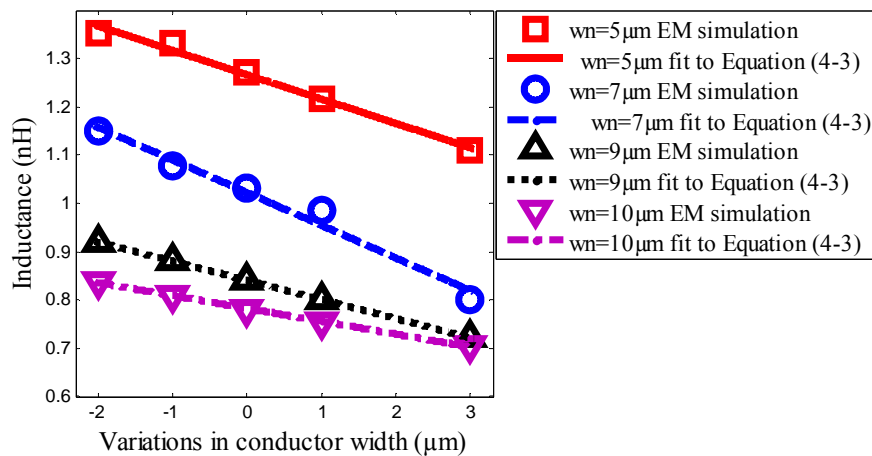 1.3
1.2
1.1
1
0.9
0.8
0.7
0.6
Inductance (nH)
-2
-1
0
1
2
3
Variations in conductor width (μm)
wn=5μm EM simulation
wn=5μm fit to Equation (4-3)
wn=7μm EM simulation
wn=7μm fit to Equation (4-3)
wn=9μm EM simulation
wn=9μm fit to Equation (4-3)
wn=10μm EM simulation
wn=10μm fit to Equation (4-3)